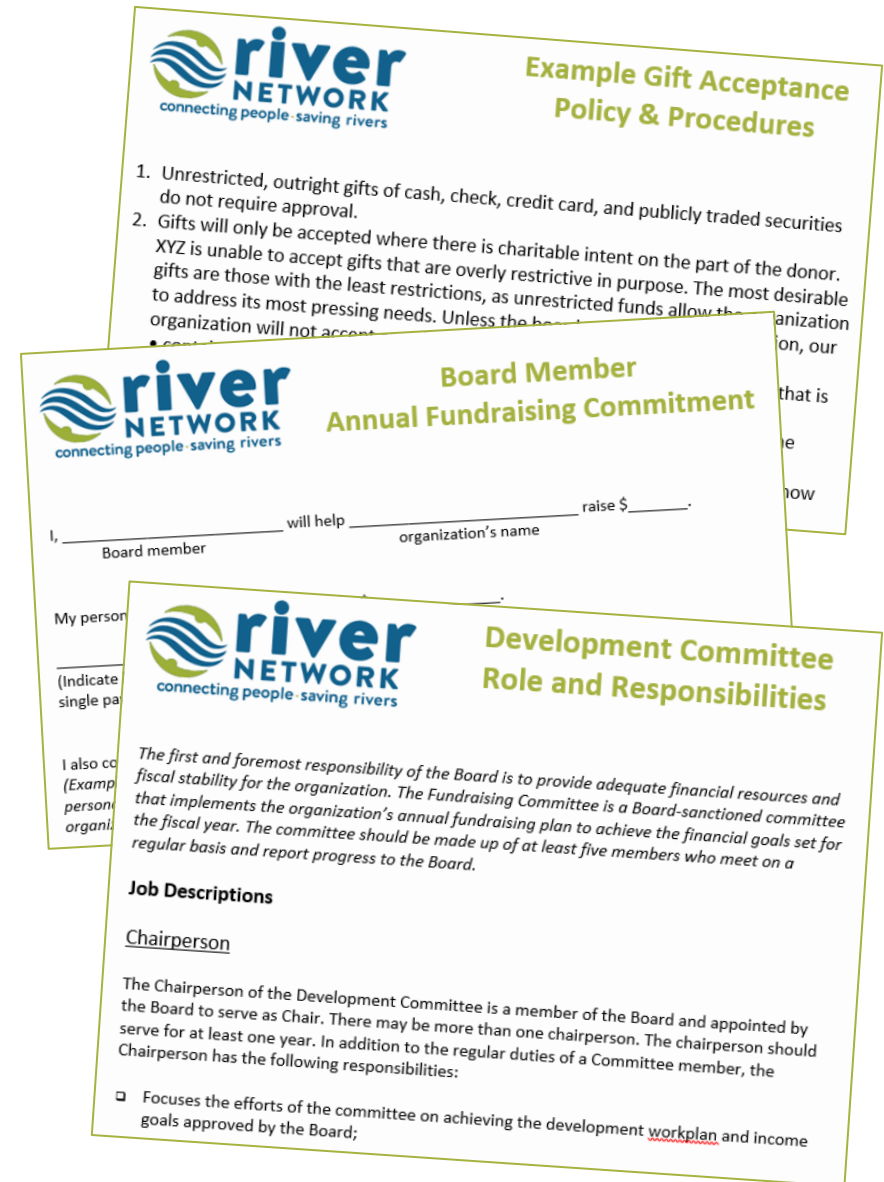 river
NETWORK
connecting people·saving rivers
Example Gift Acceptance
Policy & Procedures
1. Unrestricted, outright gifts of cash, check, credit card, and publicly traded securities
do not require approval.
2. Gifts will only be accepted where there is charitable intent on the part of the donor.
XYZ is unable to accept gifts that are overly restrictive in purpose. The most desirable
gifts are those with the least restrictions, as unrestricted funds allow
to address its most pressing needs. Unless the
on, our
organization will not
that is
river
NETWORK
connecting people·saving rivers
Board Member
Annual Fundraising Commitment
I, ____ will help ____ raise $____.
Board member
organization's name
My person
(Indicate
single pa
I also co
(Examp
person
organi
river
NETWORK
connecting people·saving rivers
Development Committee
Role and Responsibilities
The first and foremost responsibility of the Board is to provide adequate financial resources and
fiscal stability for the organization. The Fundraising Committee is a Board-sanctioned committee
that implements the organization's annual fundraising plan to achieve the financial goals set for
the fiscal year. The committee should be made up of at least five members who meet on a
regular basis and report progress to the Board.
Job Descriptions
Chairperson
The Chairperson of the Development Committee is a member of the Board and appointed by
the Board to serve as Chair. There may be more than one chairperson. The chairperson should
serve for at least one year. In addition to the regular duties of a Committee member, the
Chairperson has the following responsibilities:
❑ Focuses the efforts of the committee on achieving the development workplan and income
goals approved by the Board;